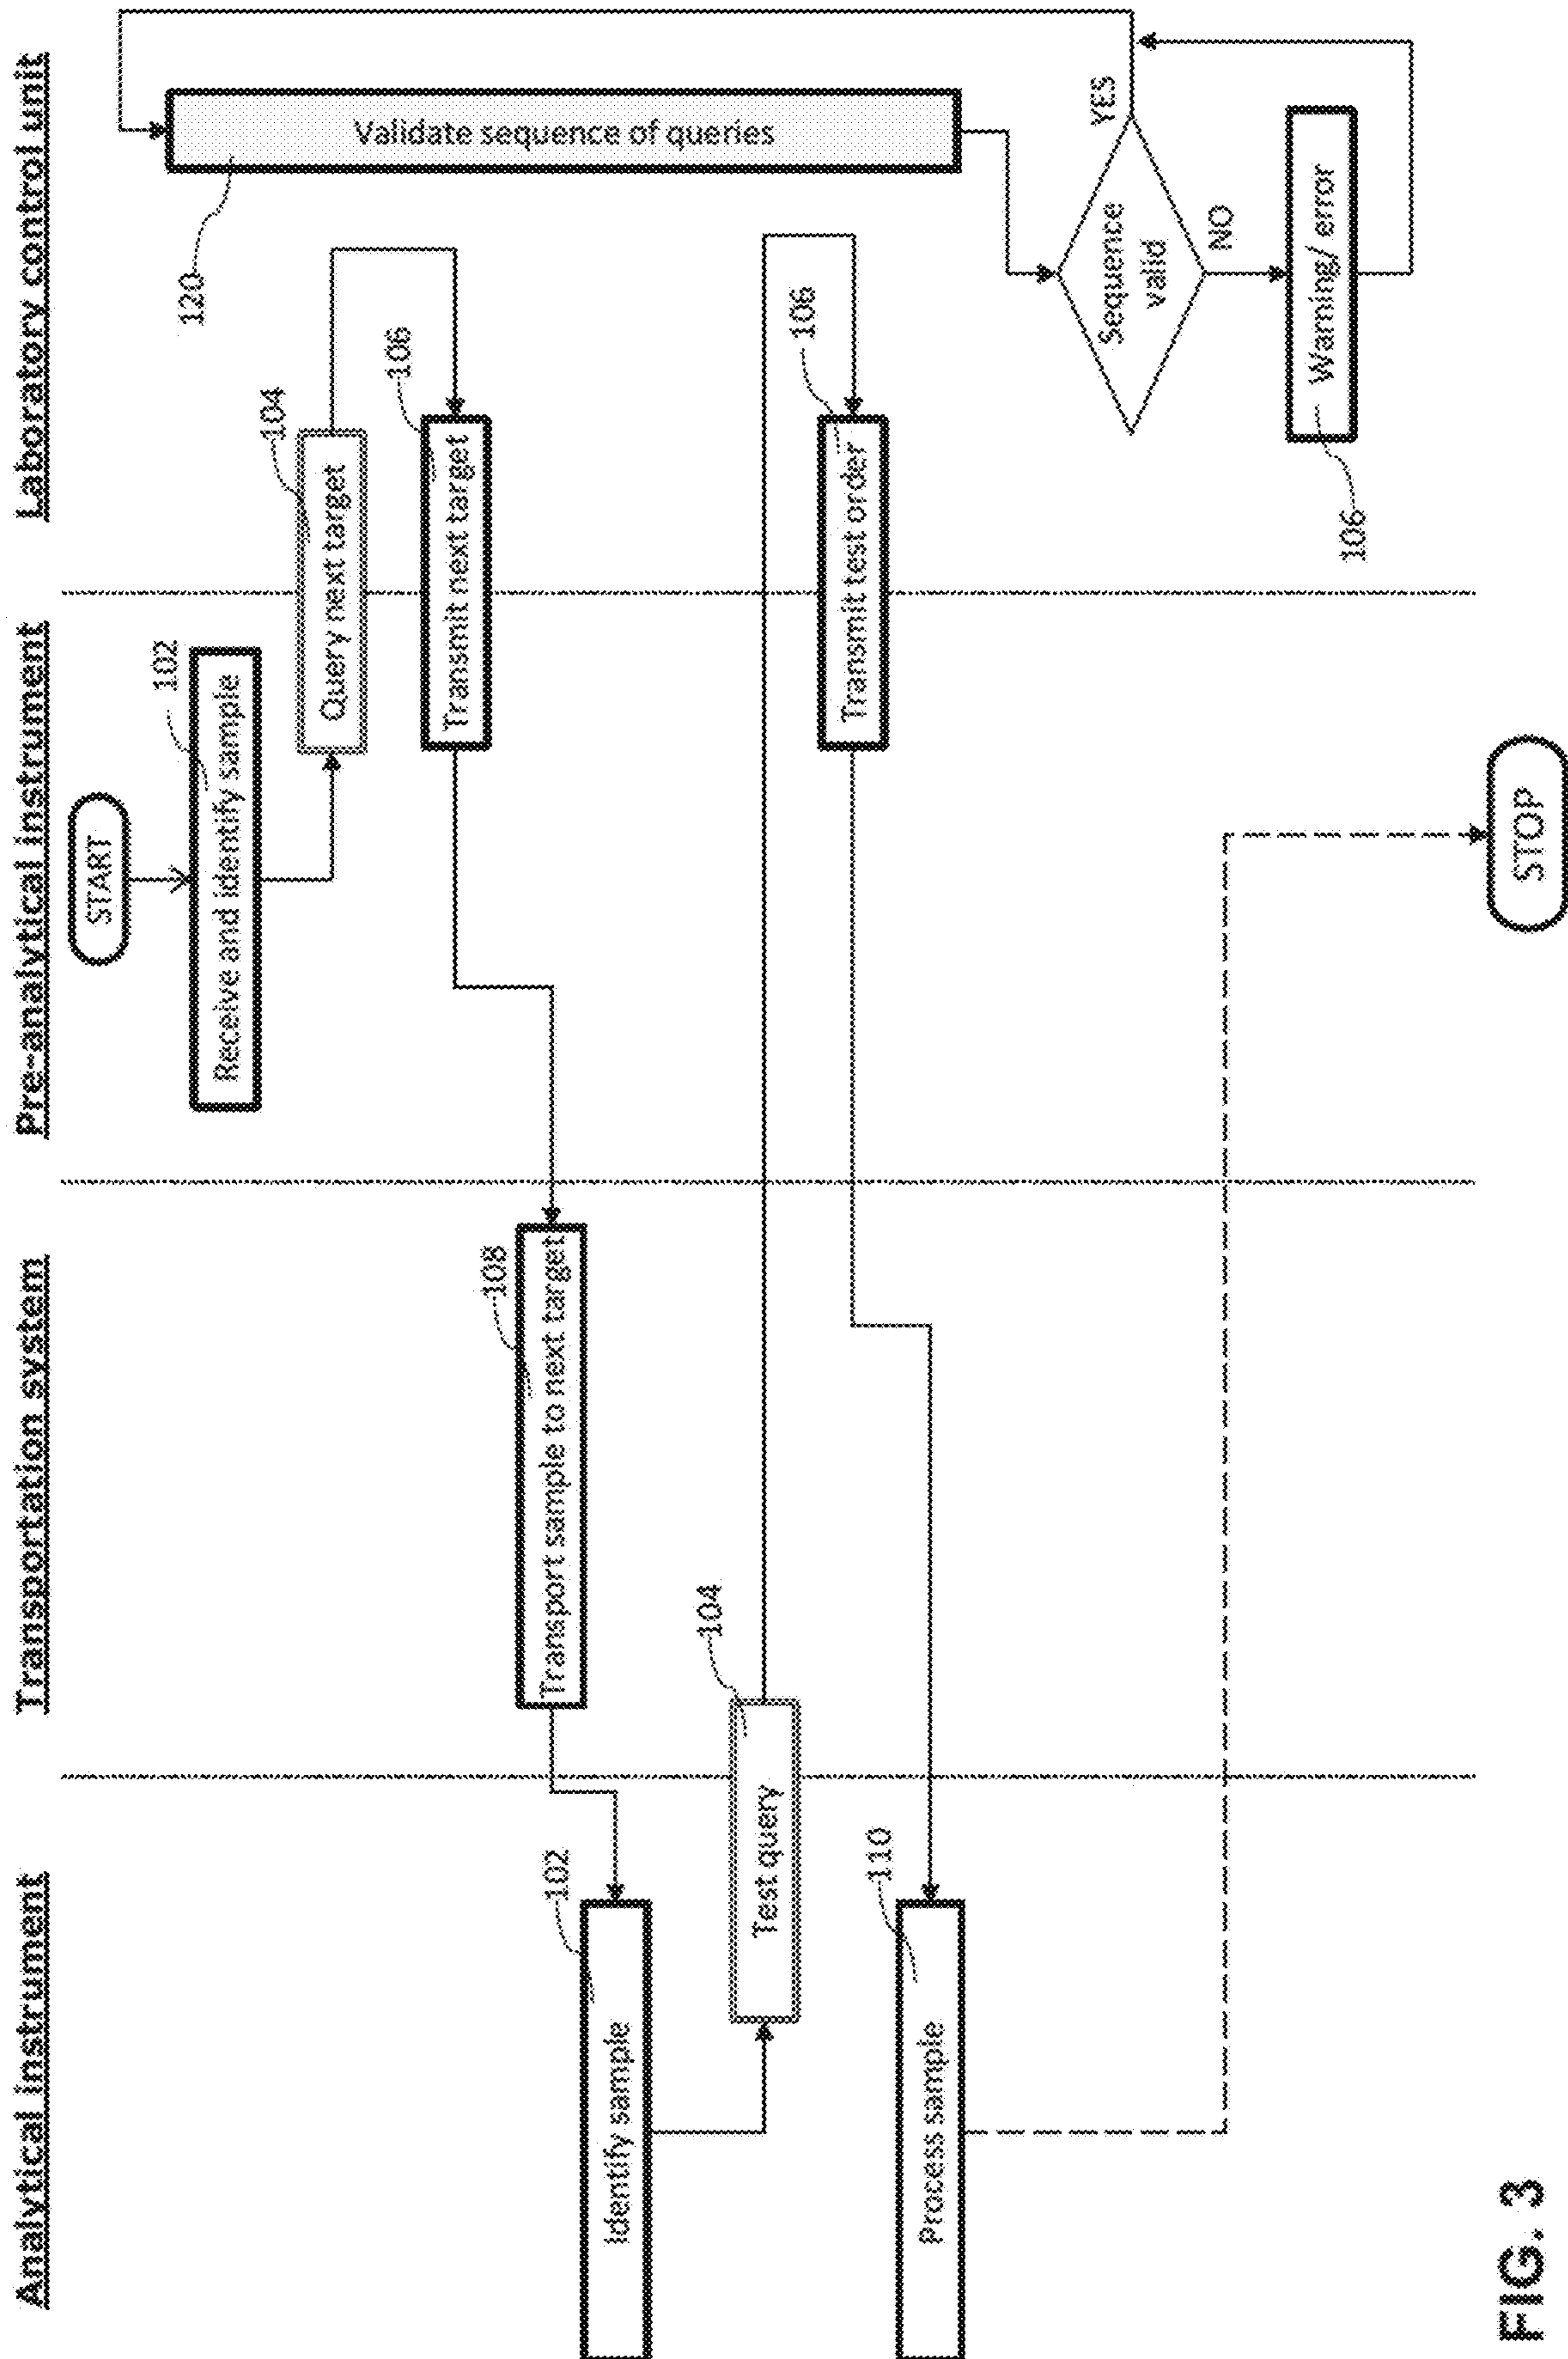 Analytical instrument
Transportation system
Pre-analytical instrument
Laboratory control unit
START
102
Receive and identify sample
104
Query next target
106
Transmit next target
108
Transport sample to next target
102
Identify sample
104
Test query
106
Transmit test order
110
Process sample
120
Validate sequence of queries
Sequence
valid
YES
NO
Warning/ error
106
STOP
FIG. 3